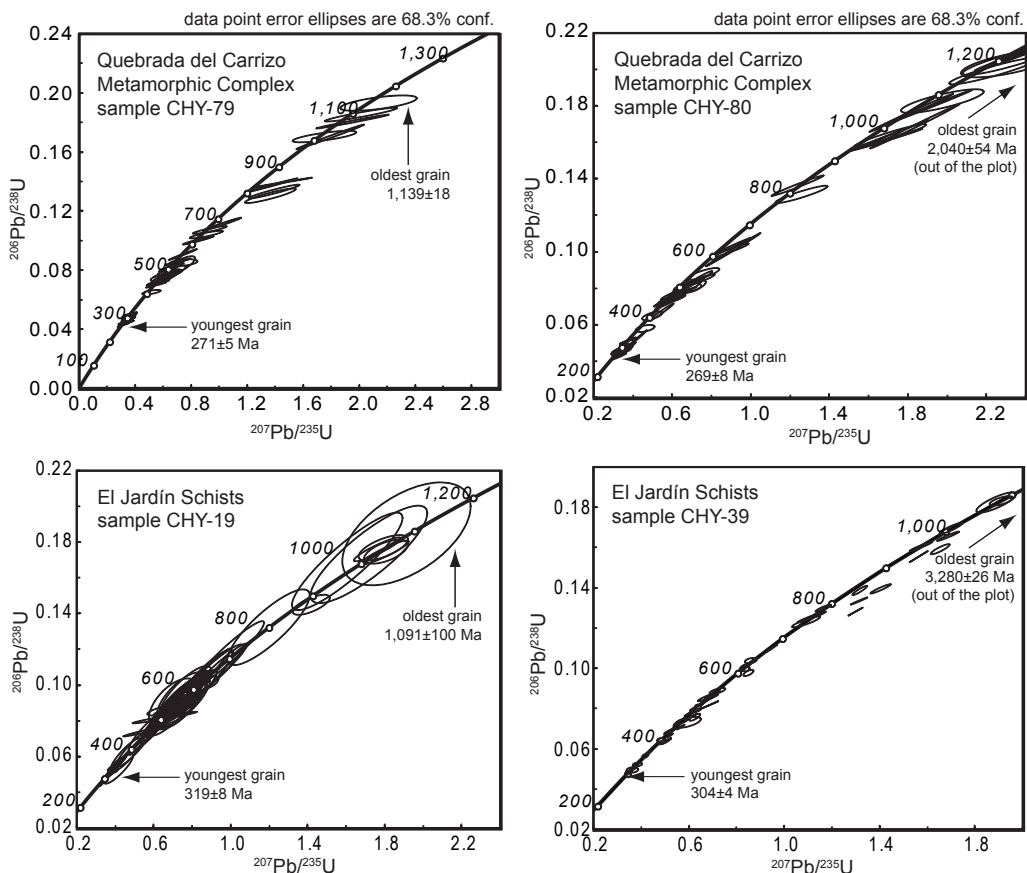 data point error ellipses are 68.3% conf.
Quebrada del Carrizo
Metamorphic Complex
sample CHY-79
0.24
0.20
0.16
0.12
0.08
0.04
0.00
1,300
1,100
900
700
500
300
100
oldest grain
1,139±18
youngest grain
271±5 Ma
0.0 0.4 0.8 1.2 1.6 2.0 2.4 2.8
207Pb/235U
206Pb/238U
data point error ellipses are 68.3% conf.
Quebrada del Carrizo
Metamorphic Complex
sample CHY-80
0.22
0.18
0.14
0.10
0.06
0.02
1,200
1,000
800
600
400
200
oldest grain
2,040±54 Ma
(out of the plot)
youngest grain
269±8 Ma
0.2 0.6 1.0 1.4 1.8 2.2
207Pb/235U
206Pb/238U
El Jardín Schists
sample CHY-19
0.22
0.18
0.14
0.10
0.06
0.02
1,200
1000
800
600
400
200
oldest grain
1,091±100 Ma
youngest grain
319±8 Ma
0.2 0.6 1.0 1.4 1.8 2.2
207Pb/235U
206Pb/238U
El Jardín Schists
sample CHY-39
0.18
0.14
0.10
0.06
0.02
1,000
800
600
400
200
oldest grain
3,280±26 Ma
(out of the plot)
youngest grain
304±4 Ma
0.2 0.6 1.0 1.4 1.8
207Pb/235U
206Pb/238U